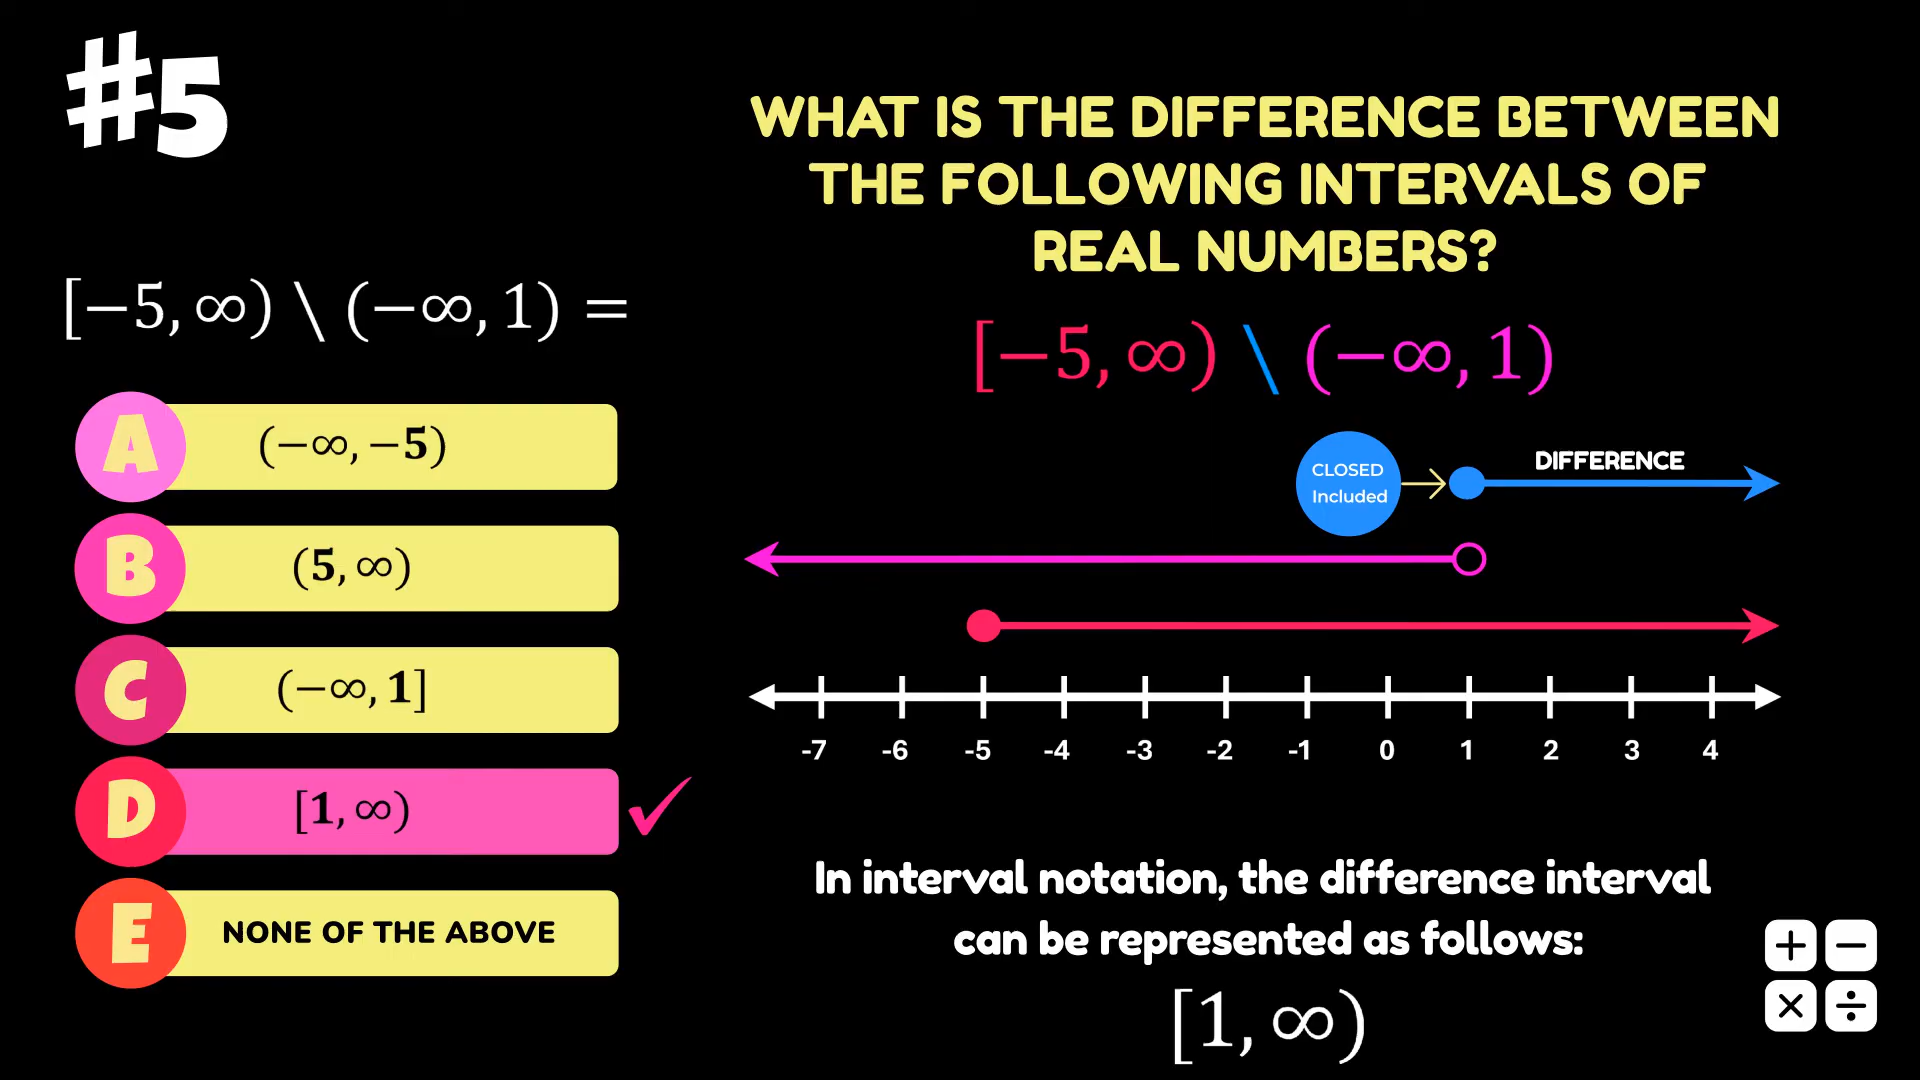 #5
WHAT IS THE DIFFERENCE BETWEEN
THE FOLLOWING INTERVALS OF
REAL NUMBERS?
[−5, ∞) \ (−∞, 1) =
[−5, ∞) \ (−∞, 1)
A (−∞, −5)
B (5, ∞)
C (−∞, 1]
D [1, ∞) ✓
E NONE OF THE ABOVE
CLOSED
Included
DIFFERENCE
-7 -6 -5 -4 -3 -2 -1 0 1 2 3 4
In interval notation, the difference interval
can be represented as follows:
[1, ∞)
+ −
× ÷